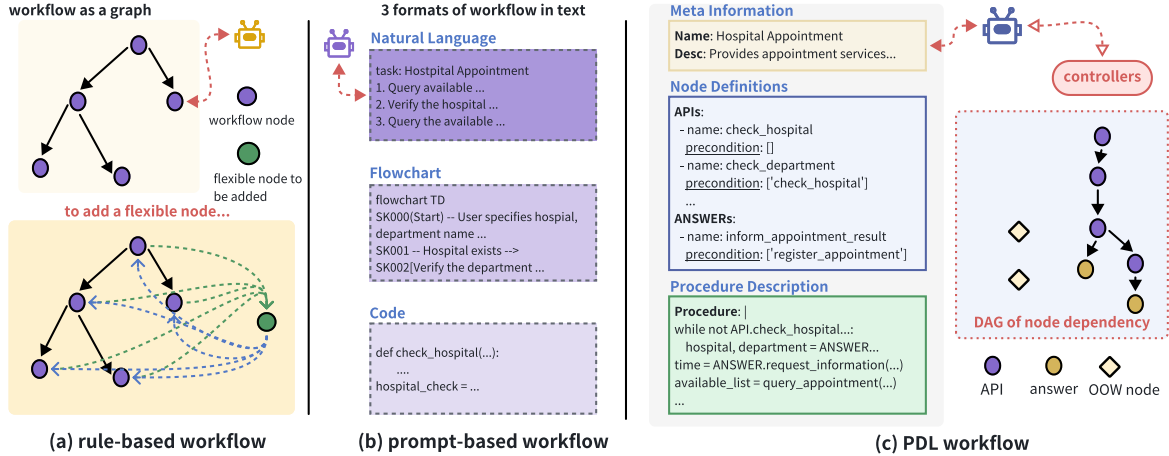 workflow as a graph
workflow node
flexible node to
be added
to add a flexible node...
(a) rule-based workflow
3 formats of workflow in text
Natural Language
task: Hostpital Appointment
1. Query available ...
2. Verify the hospital ...
3. Query the available ...
Flowchart
flowchart TD
SK000(Start) -- User specifies hospial,
department name ...
SK001 -- Hospital exists -->
SK002[Verify the department ...
Code
def check_hospital(...):
....
hospital_check = ...
(b) prompt-based workflow
Meta Information
Name: Hospital Appointment
Desc: Provides appointment services...
Node Definitions
APIs:
- name: check_hospital
precondition: []
- name: check_department
precondition: ['check_hospital']
...
ANSWERs:
- name: inform_appointment_result
precondition: ['register_appointment']
Procedure Description
Procedure: |
while not API.check_hospital...:
hospital, department = ANSWER...
time = ANSWER.request_information(...)
available_list = query_appointment(...)
...
controllers
DAG of node dependency
API
answer
OOW node
(c) PDL workflow